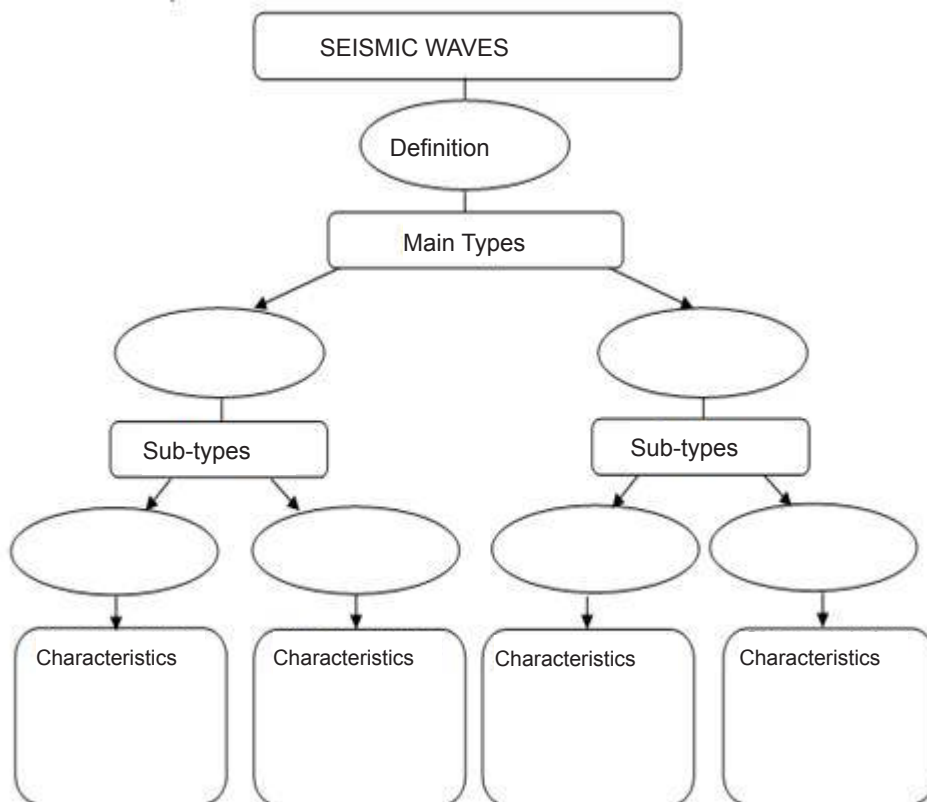 SEISMIC WAVES
Definition
Main Types
Sub-types
Sub-types
Characteristics
Characteristics
Characteristics
Characteristics